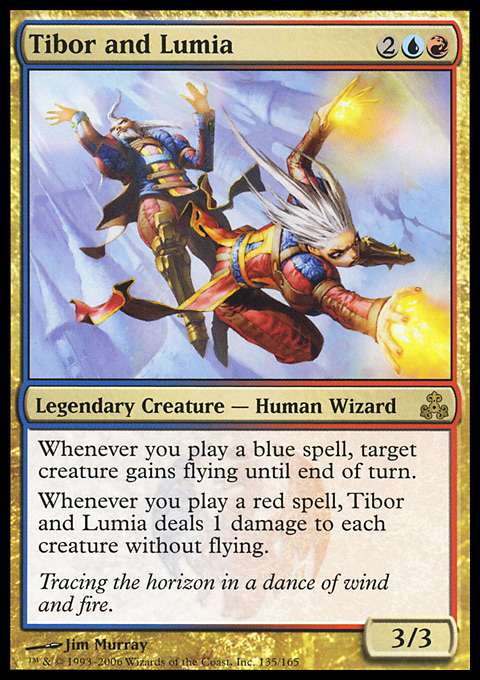 Tibor and Lumia 2
Legendary Creature — Human Wizard
Whenever you play a blue spell, target
creature gains flying until end of turn.
Whenever you play a red spell, Tibor
and Lumia deals 1 damage to each
creature without flying.
Tracing the horizon in a dance of wind
and fire.
Jim Murray
™ & © 1993–2006 Wizards of the Coast, Inc. 135/165
3/3